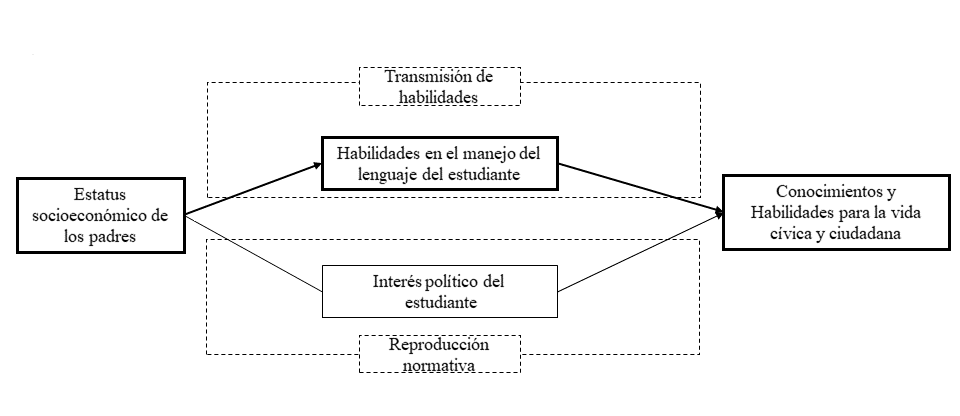 Transmisión de
habilidades
Habilidades en el manejo del
lenguaje del estudiante
Estatus
socioeconómico de
los padres
Conocimientos y
Habilidades para la vida
cívica y ciudadana
Interés político del
estudiante
Reproducción
normativa